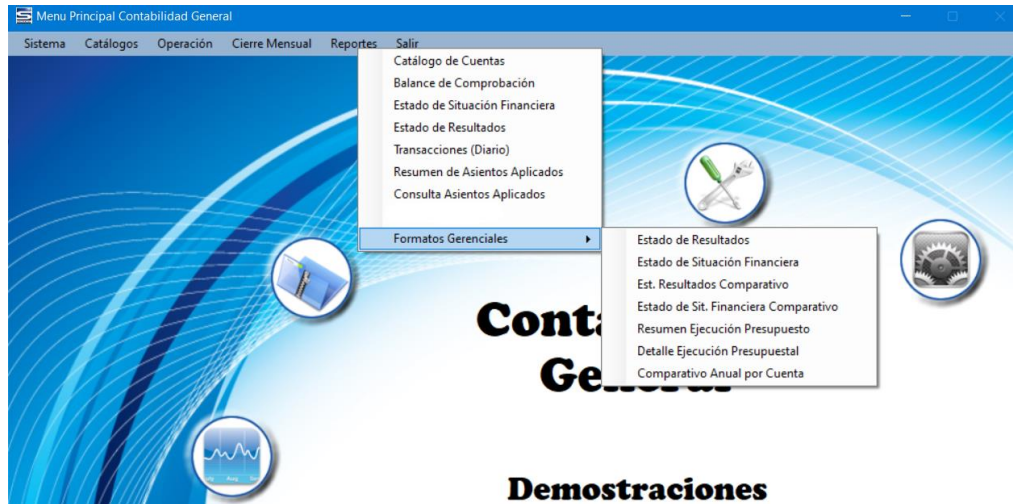 Menu Principal Contabilidad General
Sistema Catálogos Operación Cierre Mensual Reportes Salir
Catálogo de Cuentas
Balance de Comprobación
Estado de Situación Financiera
Estado de Resultados
Transacciones (Diario)
Resumen de Asientos Aplicados
Consulta Asientos Aplicados
Formatos Gerenciales
Estado de Resultados
Estado de Situación Financiera
Est. Resultados Comparativo
Estado de Sit. Financiera Comparativo
Resumen Ejecución Presupuesto
Detalle Ejecución Presupuestal
Comparativo Anual por Cuenta
Demostraciones